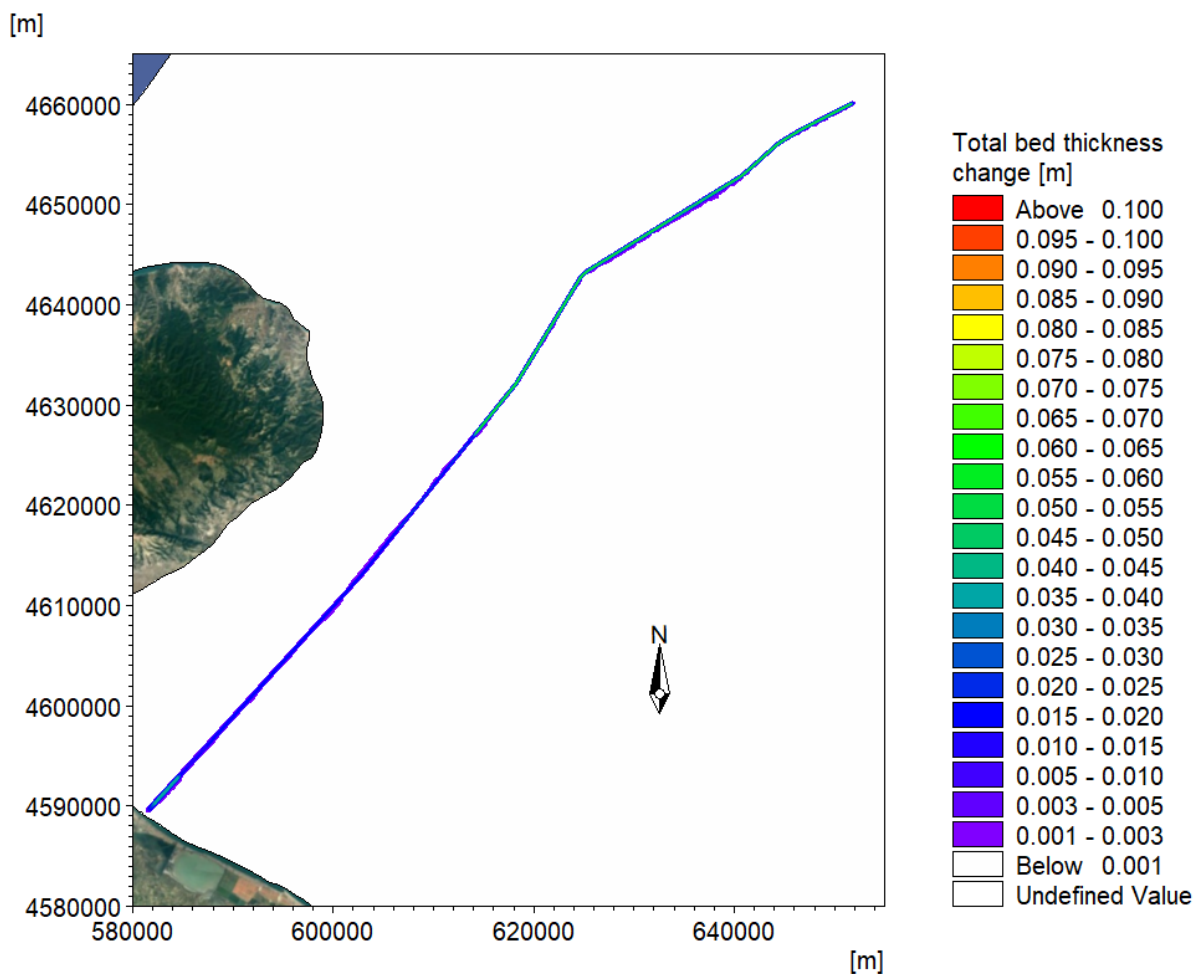 [m]
4660000
4650000
4640000
4630000
4620000
4610000
4600000
4590000
4580000
580000 600000 620000 640000
[m]
N
Total bed thickness
change [m]
Above 0.100
0.095 - 0.100
0.090 - 0.095
0.085 - 0.090
0.080 - 0.085
0.075 - 0.080
0.070 - 0.075
0.065 - 0.070
0.060 - 0.065
0.055 - 0.060
0.050 - 0.055
0.045 - 0.050
0.040 - 0.045
0.035 - 0.040
0.030 - 0.035
0.025 - 0.030
0.020 - 0.025
0.015 - 0.020
0.010 - 0.015
0.005 - 0.010
0.003 - 0.005
0.001 - 0.003
Below 0.001
Undefined Value